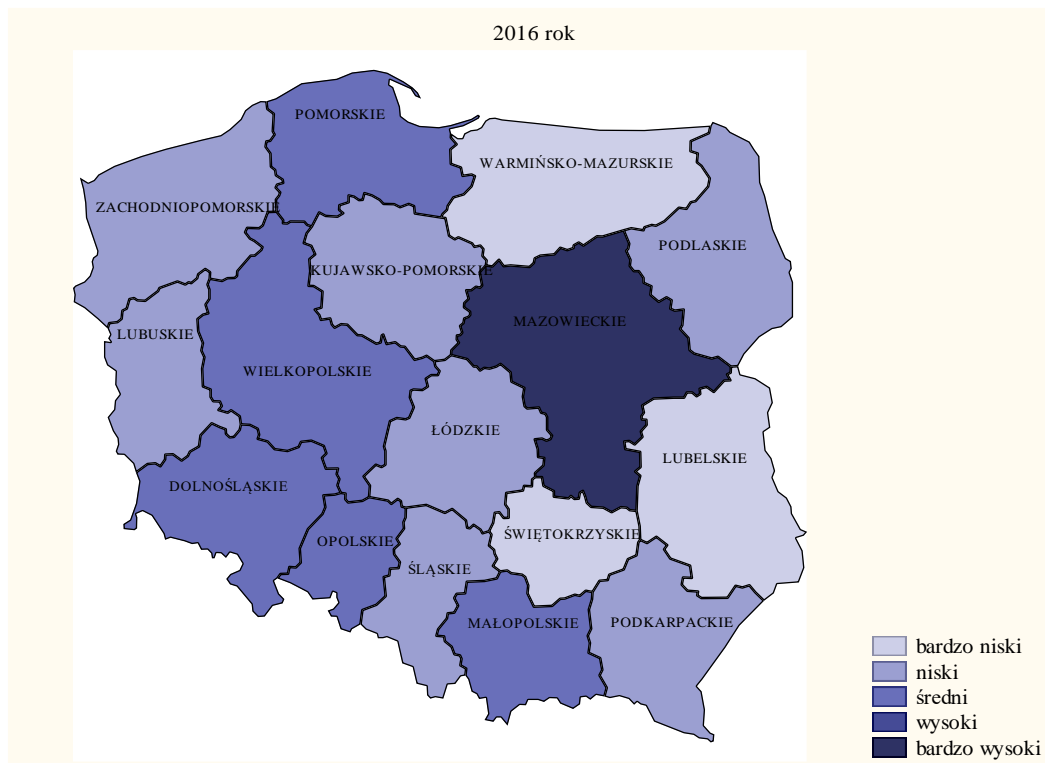 2016 rok
POMORSKIE
WARMIŃSKO-MAZURSKIE
ZACHODNIOPOMORSKIE
PODLASKIE
KUJAWSKO-POMORSKIE
MAZOWIECKIE
LUBUSKIE
WIELKOPOLSKIE
ŁÓDZKIE
LUBELSKIE
DOLNOŚLĄSKIE
ŚWIĘTOKRZYSKIE
OPOLSKIE
ŚLĄSKIE
MAŁOPOLSKIE
PODKARPACKIE
bardzo niski
niski
średni
wysoki
bardzo wysoki